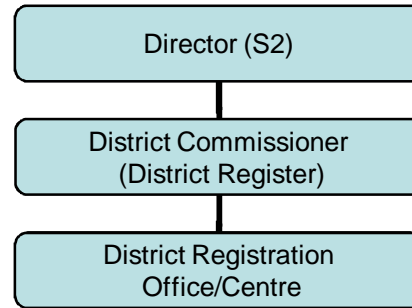 Director (S2)
District Commissioner
(District Register)
District Registration
Office/Centre